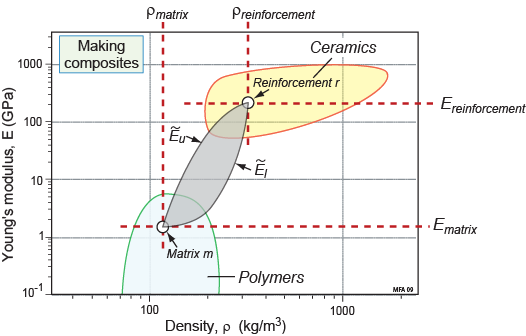 ρmatrix
ρreinforcement
Making
composites
Ceramics
Reinforcement r
1000
Ereinforcement
100
Ẽu
Ẽl
Young's modulus, E (GPa)
10
Ematrix
1
Matrix m
Polymers
10-1
MFA 09
100
1000
Density, ρ (kg/m3)